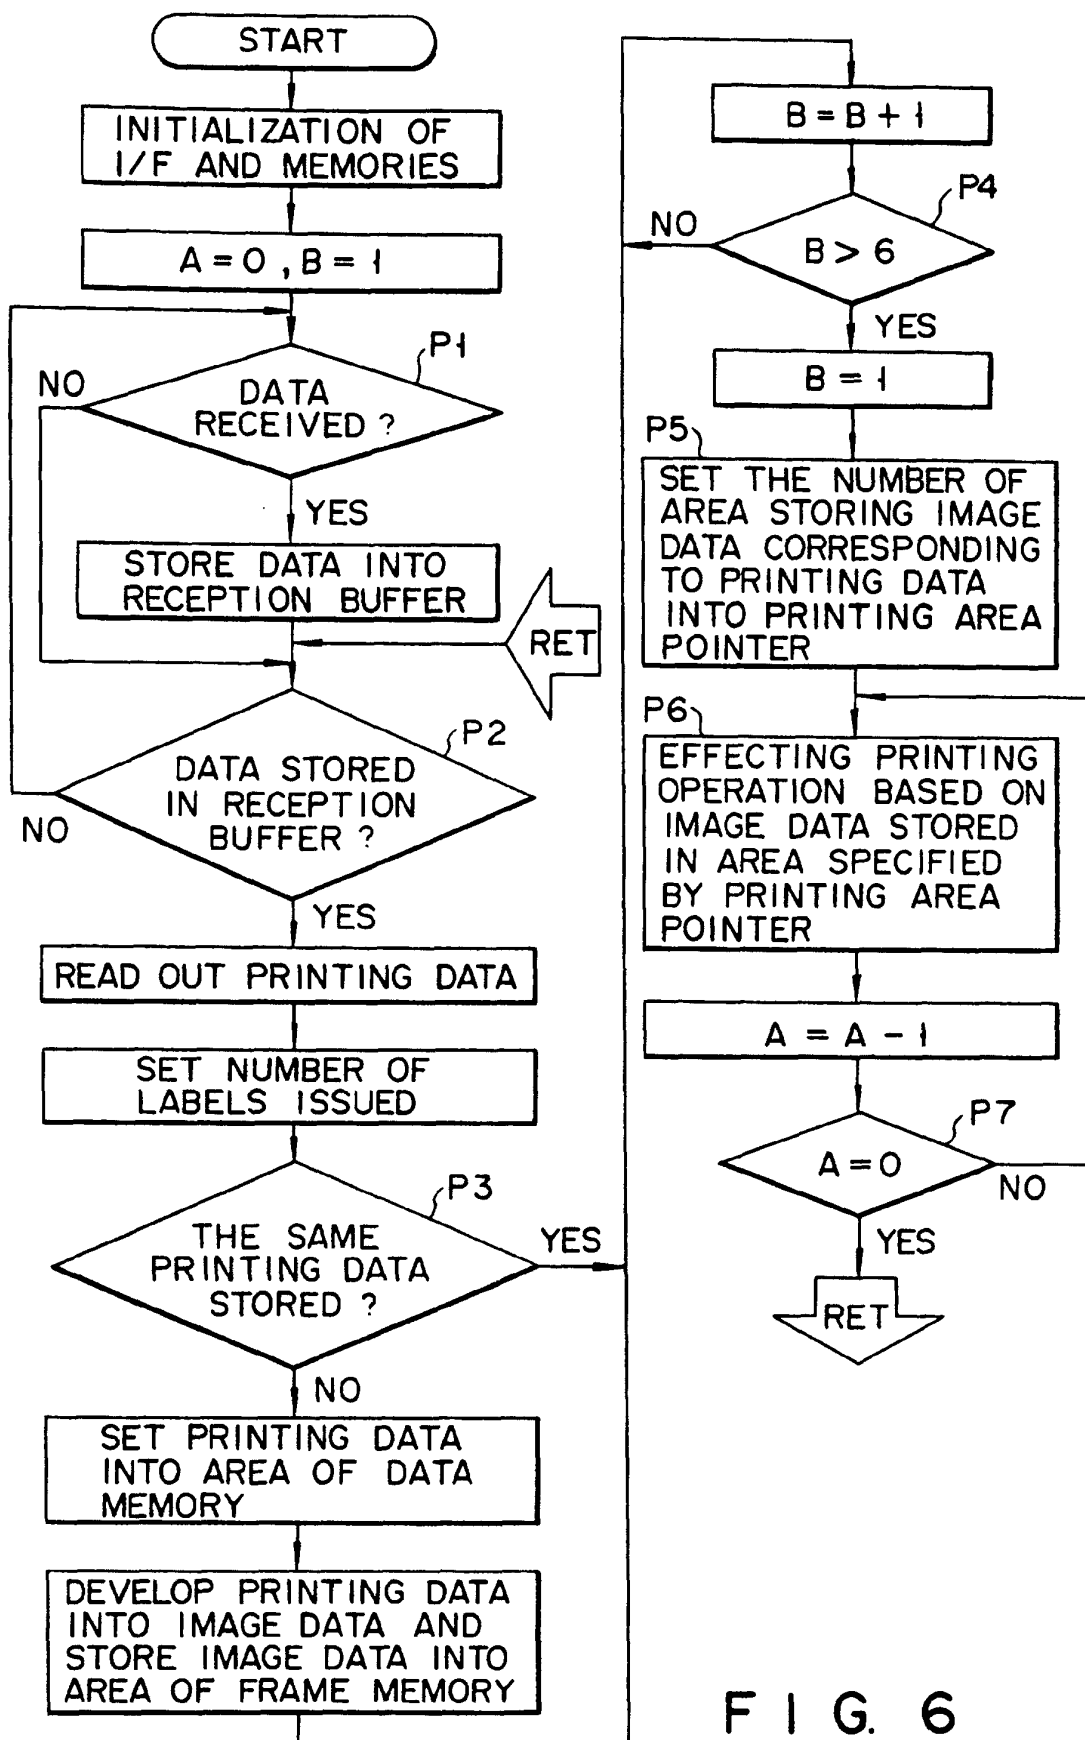 START
INITIALIZATION OF
I/F AND MEMORIES
A = 0 , B = 1
P1
NO
DATA
RECEIVED ?
YES
STORE DATA INTO
RECEPTION BUFFER
RET
P2
DATA STORED
IN RECEPTION
BUFFER ?
NO
YES
READ OUT PRINTING DATA
SET NUMBER OF
LABELS ISSUED
P3
THE SAME
PRINTING DATA
STORED ?
YES
NO
SET PRINTING DATA
INTO AREA OF DATA
MEMORY
DEVELOP PRINTING DATA
INTO IMAGE DATA AND
STORE IMAGE DATA INTO
AREA OF FRAME MEMORY
B = B + 1
P4
NO
B > 6
YES
B = 1
P5
SET THE NUMBER OF
AREA STORING IMAGE
DATA CORRESPONDING
TO PRINTING DATA
INTO PRINTING AREA
POINTER
P6
EFFECTING PRINTING
OPERATION BASED ON
IMAGE DATA STORED
IN AREA SPECIFIED
BY PRINTING AREA
POINTER
A = A - 1
P7
A = 0
NO
YES
RET
FIG. 6